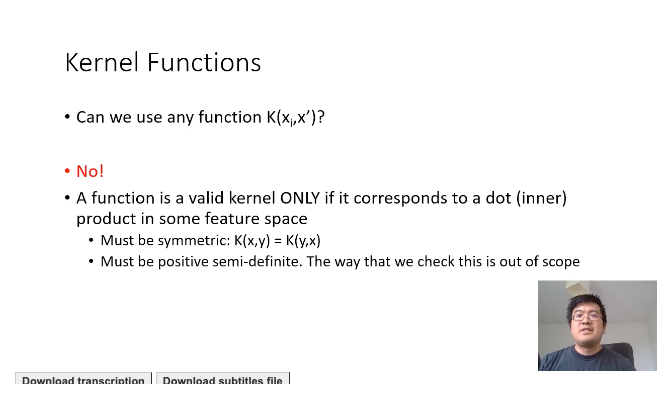 Kernel Functions
• Can we use any function K(xᵢ,x’)?
• No!
• A function is a valid kernel ONLY if it corresponds to a dot (inner)
product in some feature space
• Must be symmetric: K(x,y) = K(y,x)
• Must be positive semi-definite. The way that we check this is out of scope
Download transcription Download subtitles file